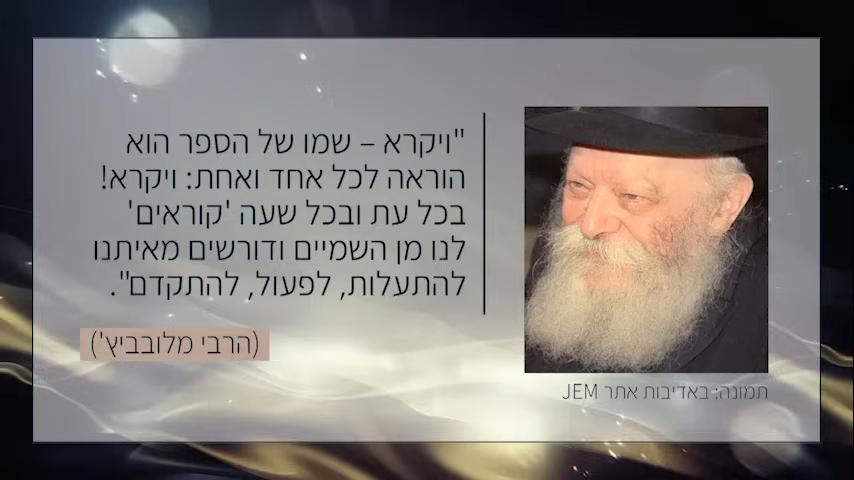 "ויקרא – שמו של הספר הוא
הוראה לכל אחד ואחת: ויקרא!
בכל עת ובכל שעה 'קוראים'
לנו מן השמיים ודורשים מאיתנו
להתעלות, לפעול, להתקדם".
(הרבי מלובביץ')
תמונה: באדיבות אתר JEM